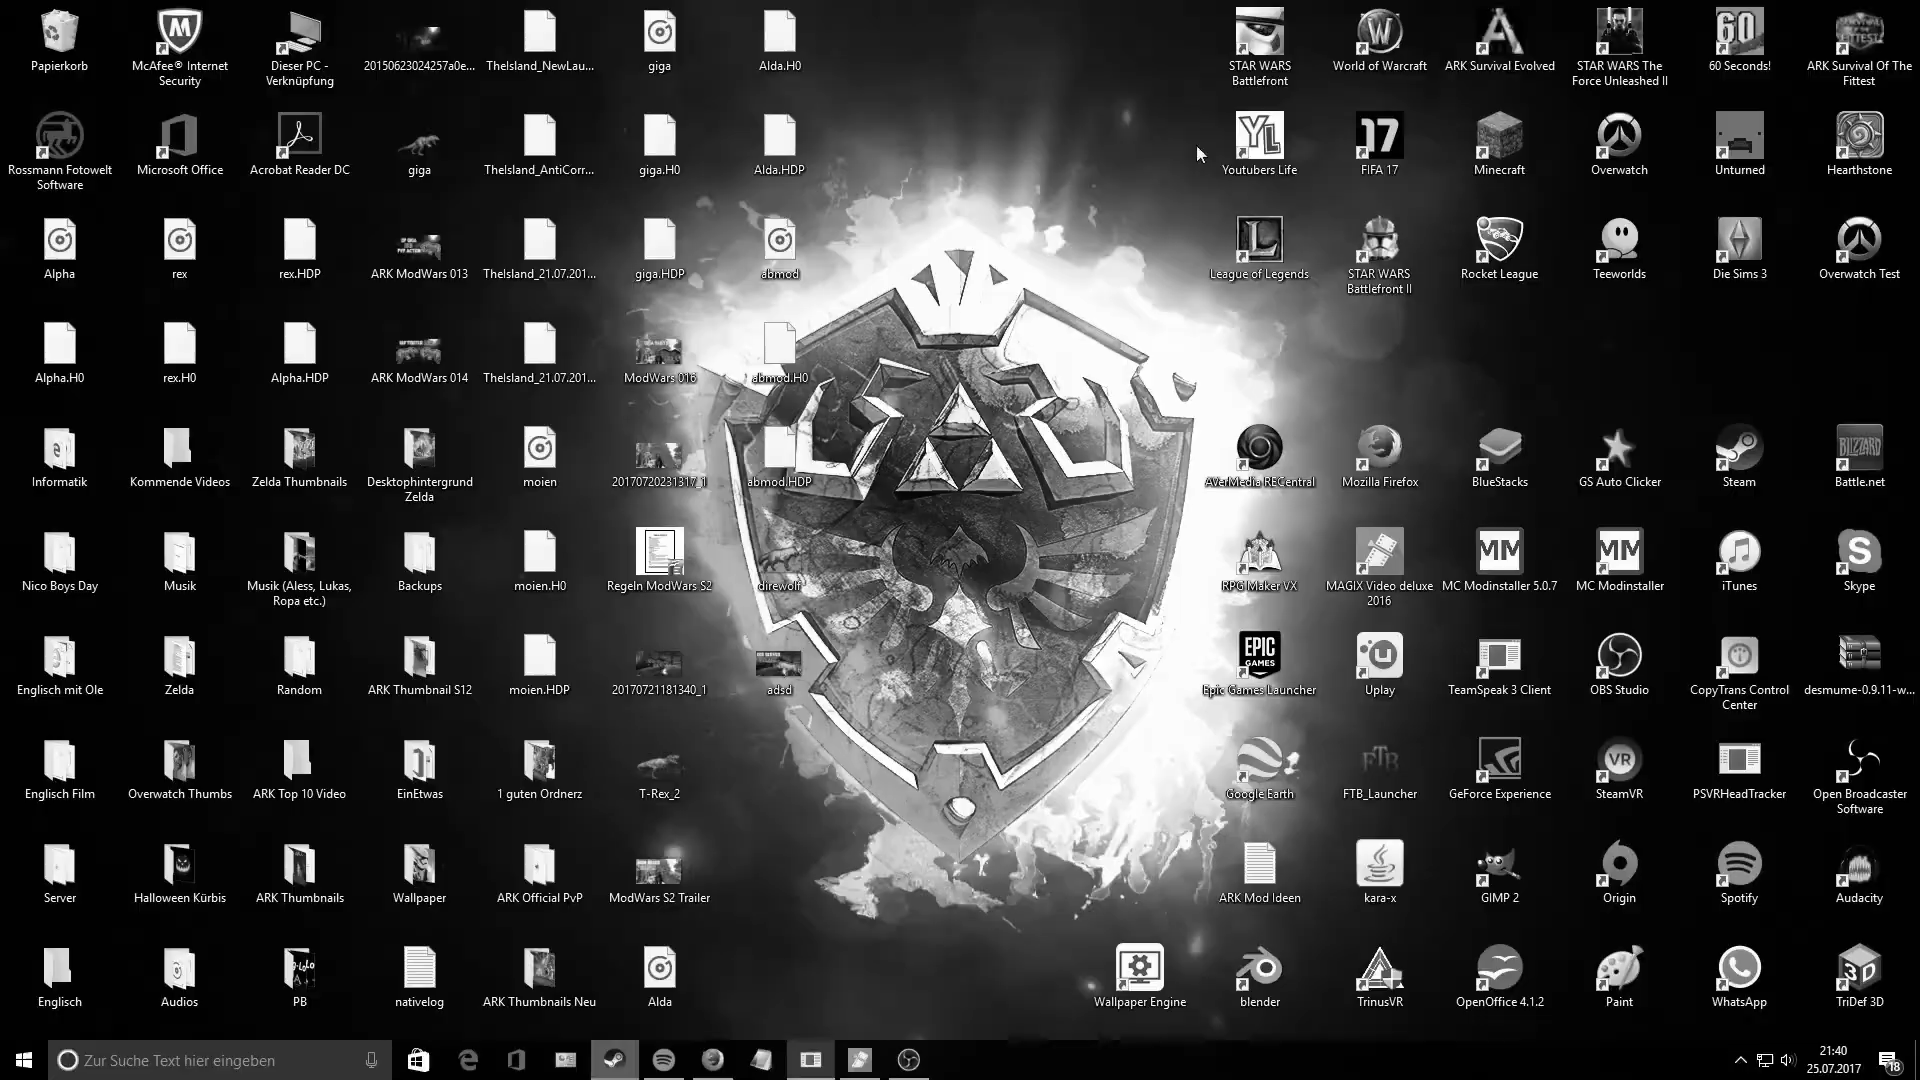 Papierkorb
McAfee® Internet
Security
Dieser PC -
Verknüpfung
20150623024257a0e...
TheIsland_NewLau...
giga
Alda.H0
STAR WARS
Battlefront
World of Warcraft
ARK Survival Evolved
STAR WARS The
Force Unleashed II
60
60 Seconds!
ARK Survival Of The
Fittest
Rossmann Fotowelt
Software
Microsoft Office
Acrobat Reader DC
giga
TheIsland_AntiCorr...
giga.H0
Alda.HDP
YL
Youtubers Life
17
FIFA 17
Minecraft
Overwatch
Unturned
Hearthstone
Alpha
rex
rex.HDP
ARK ModWars 013
TheIsland_21.07.201...
giga.HDP
abmod
League of Legends
STAR WARS
Battlefront II
Rocket League
Teeworlds
Die Sims 3
Overwatch Test
Alpha.H0
rex.H0
Alpha.HDP
ARK ModWars 014
TheIsland_21.07.201...
ModWars 016
abmod.H0
Informatik
Kommende Videos
Zelda Thumbnails
Desktophintergrund
Zelda
moien
20170720231317_1
abmod.HDP
AVerMedia RECentral
Mozilla Firefox
BlueStacks
GS Auto Clicker
Steam
BLIZZARD
Battle.net
Nico Boys Day
Musik
Musik (Aless, Lukas,
Ropa etc.)
Backups
moien.H0
Regeln ModWars S2
direwolf
RPG Maker VX
MAGIX Video deluxe
2016
MM
MC Modinstaller 5.0.7
MM
MC Modinstaller
iTunes
Skype
Englisch mit Ole
Zelda
Random
ARK Thumbnail S12
moien.HDP
20170721181340_1
adsd
EPIC
GAMES
Epic Games Launcher
Uplay
TeamSpeak 3 Client
OBS Studio
CopyTrans Control
Center
desmume-0.9.11-w...
Englisch Film
Overwatch Thumbs
ARK Top 10 Video
EinEtwas
1 guten Ordnerz
T-Rex_2
Google Earth
FTB
FTB_Launcher
GeForce Experience
VR
SteamVR
PSVRHeadTracker
Open Broadcaster
Software
Server
Halloween Kürbis
ARK Thumbnails
Wallpaper
ARK Official PvP
ModWars S2 Trailer
ARK Mod Ideen
kara-x
GIMP 2
Origin
Spotify
Audacity
Englisch
Audios
PB
nativelog
ARK Thumbnails Neu
Alda
Wallpaper Engine
blender
TrinusVR
OpenOffice 4.1.2
Paint
WhatsApp
3D
TriDef 3D
Zur Suche Text hier eingeben
21:40
25.07.2017
18